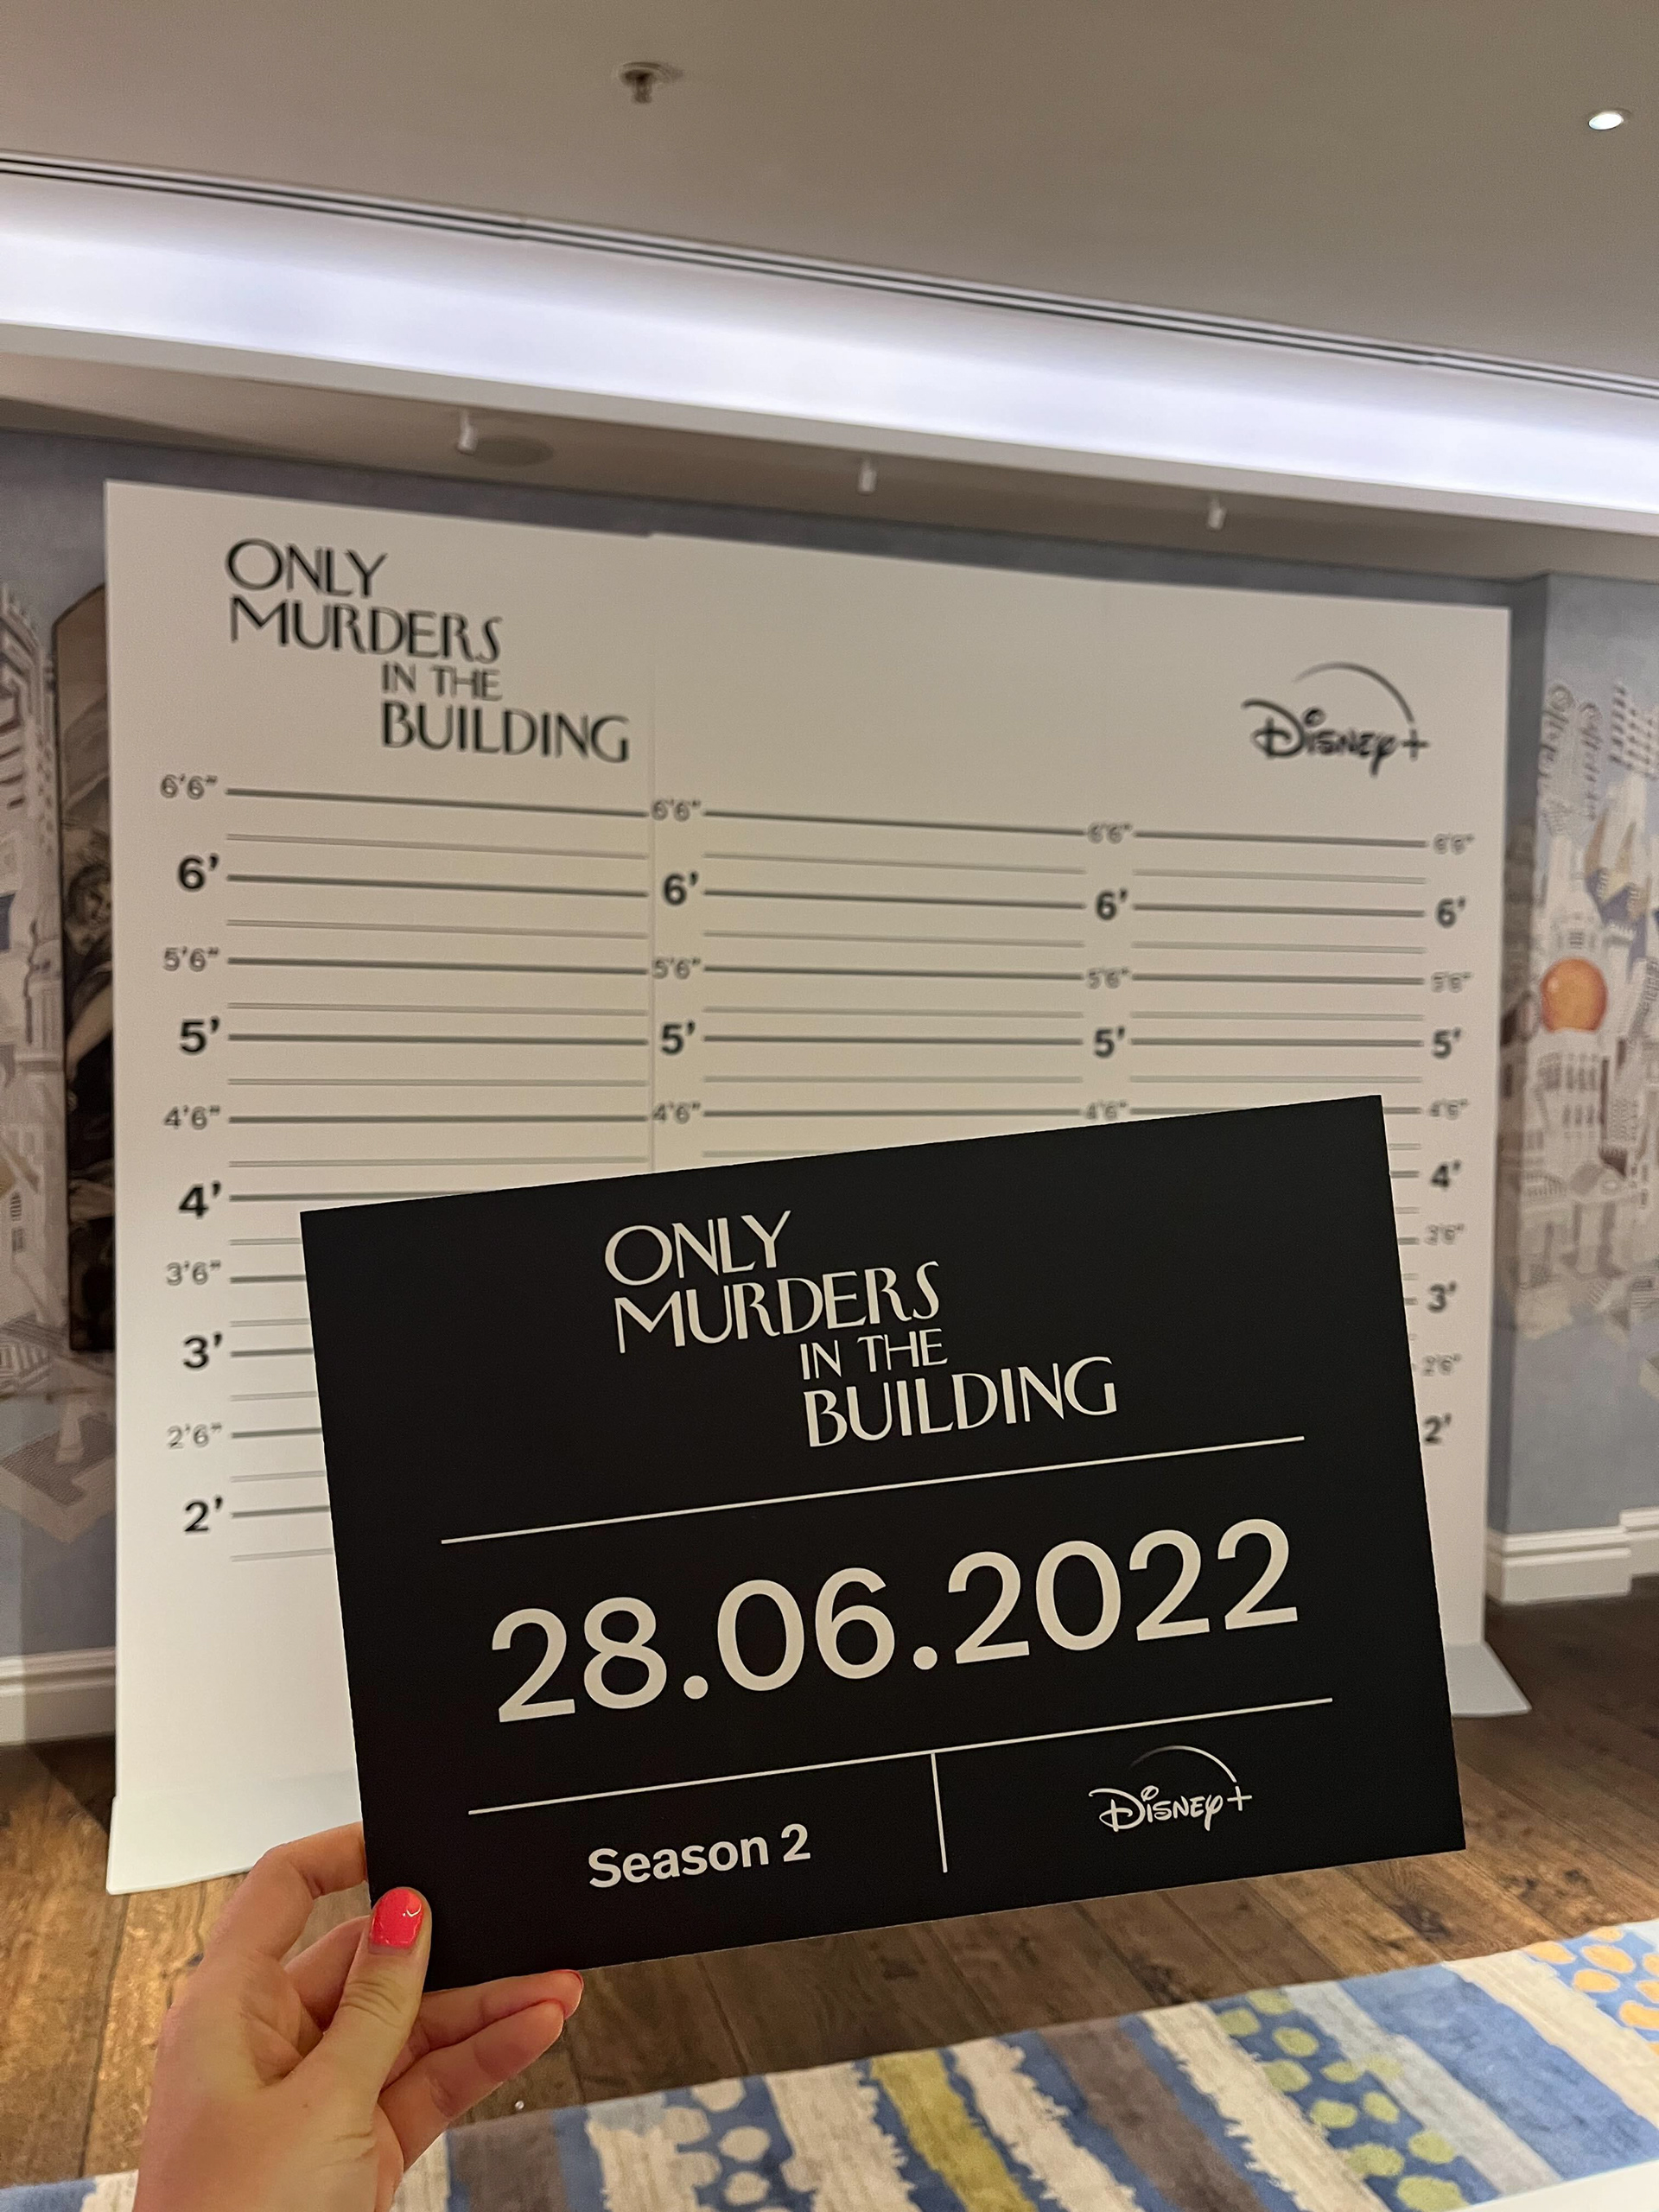 ONLY
MURDERS
IN THE
BUILDING
Disney+
6'6" 6'6" 6'6" 6'6"
6' 6' 6' 6'
5'6" 5'6" 5'6" 5'6"
5' 5' 5' 5'
4'6" 4'6" 4'6" 4'6"
4' 4'
3'6" 3'6"
3' 3'
2'6" 2'6"
2' 2'
ONLY
MURDERS
IN THE
BUILDING
28.06.2022
Season 2
Disney+